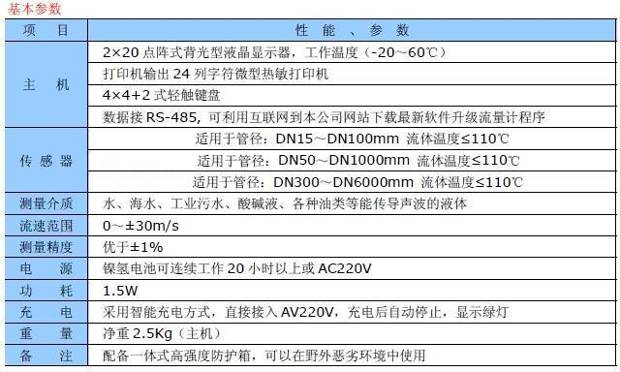 基本参数
项 目 性 能 、 参 数
主 机
2×20 点阵式背光型液晶显示器，工作温度（-20～60℃）
打印机输出 24 列字符微型热敏打印机
4×4+2 式轻触键盘
数据接 RS-485, 可利用互联网到本公司网站下载最新软件升级流量计程序
传 感 器
适用于管径：DN15～DN100mm 流体温度≤110℃
适用于管径：DN50～DN1000mm 流体温度≤110℃
适用于管径：DN300～DN6000mm 流体温度≤110℃
测量介质 水、海水、工业污水、酸碱液、各种油类等能传导声波的液体
流速范围 0～±30m/s
测量精度 优于±1%
电 源 镍氢电池可连续工作 20 小时以上或 AC220V
功 耗 1.5W
充 电 采用智能充电方式，直接接入 AV220V，充电后自动停止，显示绿灯
重 量 净重 2.5Kg（主机）
备 注 配备一体式高强度防护箱，可以在野外恶劣环境中使用